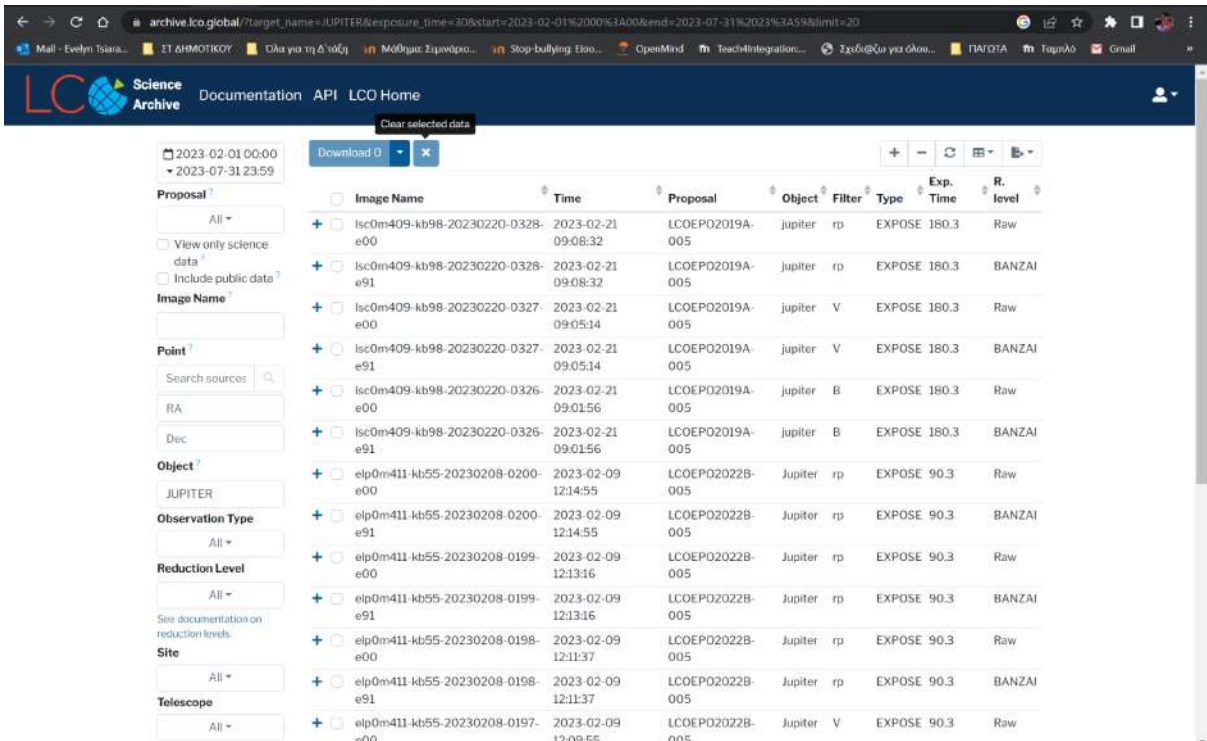 archive.lco.global/?target_name=JUPITER&exposure_time=30&start=2023-02-01%2000%3A00&end=2023-07-31%2023%3A59&limit=20
Mail - Evelyn Tsiara...
ΣΤ ΔΗΜΟΤΙΚΟΥ
Όλα για τη Δ΄τάξη
Μάθημα: Σεμινάριο...
Stop-bullying:
OpenMind
Teach4Integration:...
Σχεδι@ζω για όλου...
Gmail
»
LCO
Science
Archive
Documentation API LCO Home
Clear selected data
2023-02-01 00:00
2023-07-31 23:59
Proposal ?
All
View only science
data ?
Include public data ?
Image Name ?
Point ?
Search sources
RA
Dec
Object ?
JUPITER
Observation Type
All
Reduction Level
All
See documentation on
reduction levels.
Site
All
Telescope
All
Download 0
Image Name Time Proposal Object Filter Type Exp. Time R. level
lsc0m409-kb98-20230220-0328- 2023-02-21 LCOEPO2019A- jupiter rp EXPOSE 180.3 Raw
e00 09:08:32 005
lsc0m409-kb98-20230220-0328- 2023-02-21 LCOEPO2019A- jupiter rp EXPOSE 180.3 BANZAI
e91 09:08:32 005
lsc0m409-kb98-20230220-0327- 2023-02-21 LCOEPO2019A- jupiter V EXPOSE 180.3 Raw
e00 09:05:14 005
lsc0m409-kb98-20230220-0327- 2023-02-21 LCOEPO2019A- jupiter V EXPOSE 180.3 BANZAI
e91 09:05:14 005
lsc0m409-kb98-20230220-0326- 2023-02-21 LCOEPO2019A- jupiter B EXPOSE 180.3 Raw
e00 09:01:56 005
lsc0m409-kb98-20230220-0326- 2023-02-21 LCOEPO2019A- jupiter B EXPOSE 180.3 BANZAI
e91 09:01:56 005
elp0m411-kb55-20230208-0200- 2023-02-09 LCOEPO2022B- Jupiter rp EXPOSE 90.3 Raw
e00 12:14:55 005
elp0m411-kb55-20230208-0200- 2023-02-09 LCOEPO2022B- Jupiter rp EXPOSE 90.3 BANZAI
e91 12:14:55 005
elp0m411-kb55-20230208-0199- 2023-02-09 LCOEPO2022B- Jupiter rp EXPOSE 90.3 Raw
e00 12:13:16 005
elp0m411-kb55-20230208-0199- 2023-02-09 LCOEPO2022B- Jupiter rp EXPOSE 90.3 BANZAI
e91 12:13:16 005
elp0m411-kb55-20230208-0198- 2023-02-09 LCOEPO2022B- Jupiter rp EXPOSE 90.3 Raw
e00 12:11:37 005
elp0m411-kb55-20230208-0198- 2023-02-09 LCOEPO2022B- Jupiter rp EXPOSE 90.3 BANZAI
e91 12:11:37 005
elp0m411-kb55-20230208-0197- 2023-02-09 LCOEPO2022B- Jupiter V EXPOSE 90.3 Raw
e00 12:09:55 005